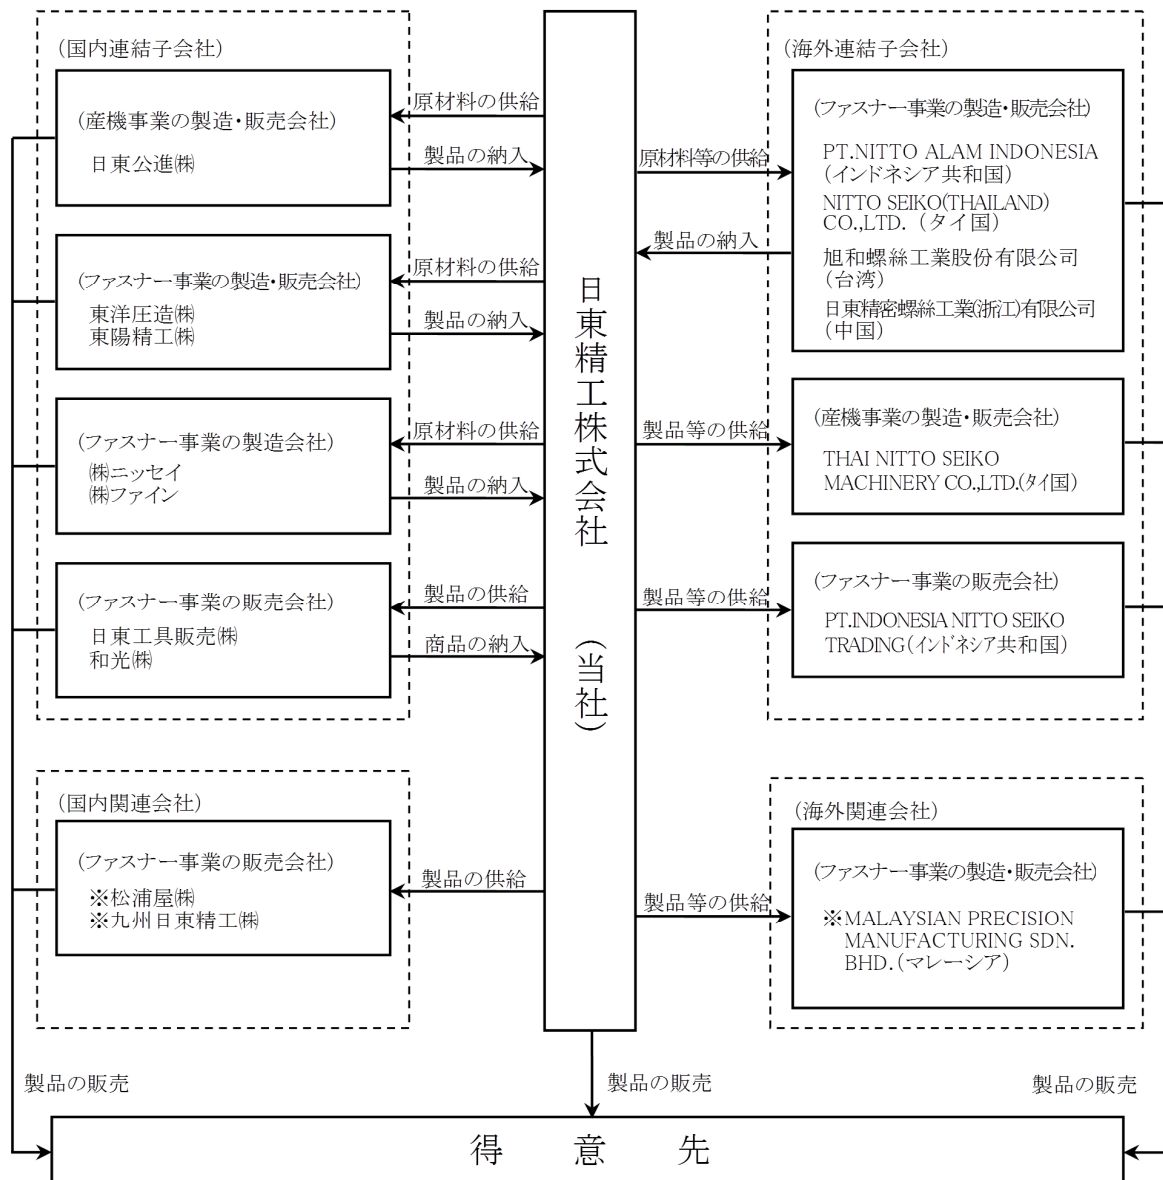 (国内連結子会社)
(産機事業の製造・販売会社)
日東公進㈱
(ファスナー事業の製造・販売会社)
東洋圧造㈱
東陽精工㈱
(ファスナー事業の製造会社)
㈱ニッセイ
㈱ファイン
(ファスナー事業の販売会社)
日東工具販売㈱
和光㈱
(国内関連会社)
(ファスナー事業の販売会社)
※松浦屋㈱
※九州日東精工㈱
原材料の供給
製品の納入
原材料の供給
製品の納入
原材料の供給
製品の納入
製品の供給
商品の納入
製品の供給
日東精工株式会社
(当社)
原材料等の供給
製品の納入
製品等の供給
製品等の供給
製品等の供給
(海外連結子会社)
(ファスナー事業の製造・販売会社)
PT.NITTO ALAM INDONESIA
(インドネシア共和国)
NITTO SEIKO(THAILAND)
CO.,LTD. (タイ国)
旭和螺絲工業股份有限公司
(台湾)
日東精密螺絲工業(浙江)有限公司
(中国)
(産機事業の製造・販売会社)
THAI NITTO SEIKO
MACHINERY CO.,LTD.(タイ国)
(ファスナー事業の販売会社)
PT.INDONESIA NITTO SEIKO
TRADING(インドネシア共和国)
(海外関連会社)
(ファスナー事業の製造・販売会社)
※MALAYSIAN PRECISION
MANUFACTURING SDN.
BHD.(マレーシア)
製品の販売
製品の販売
製品の販売
得意先